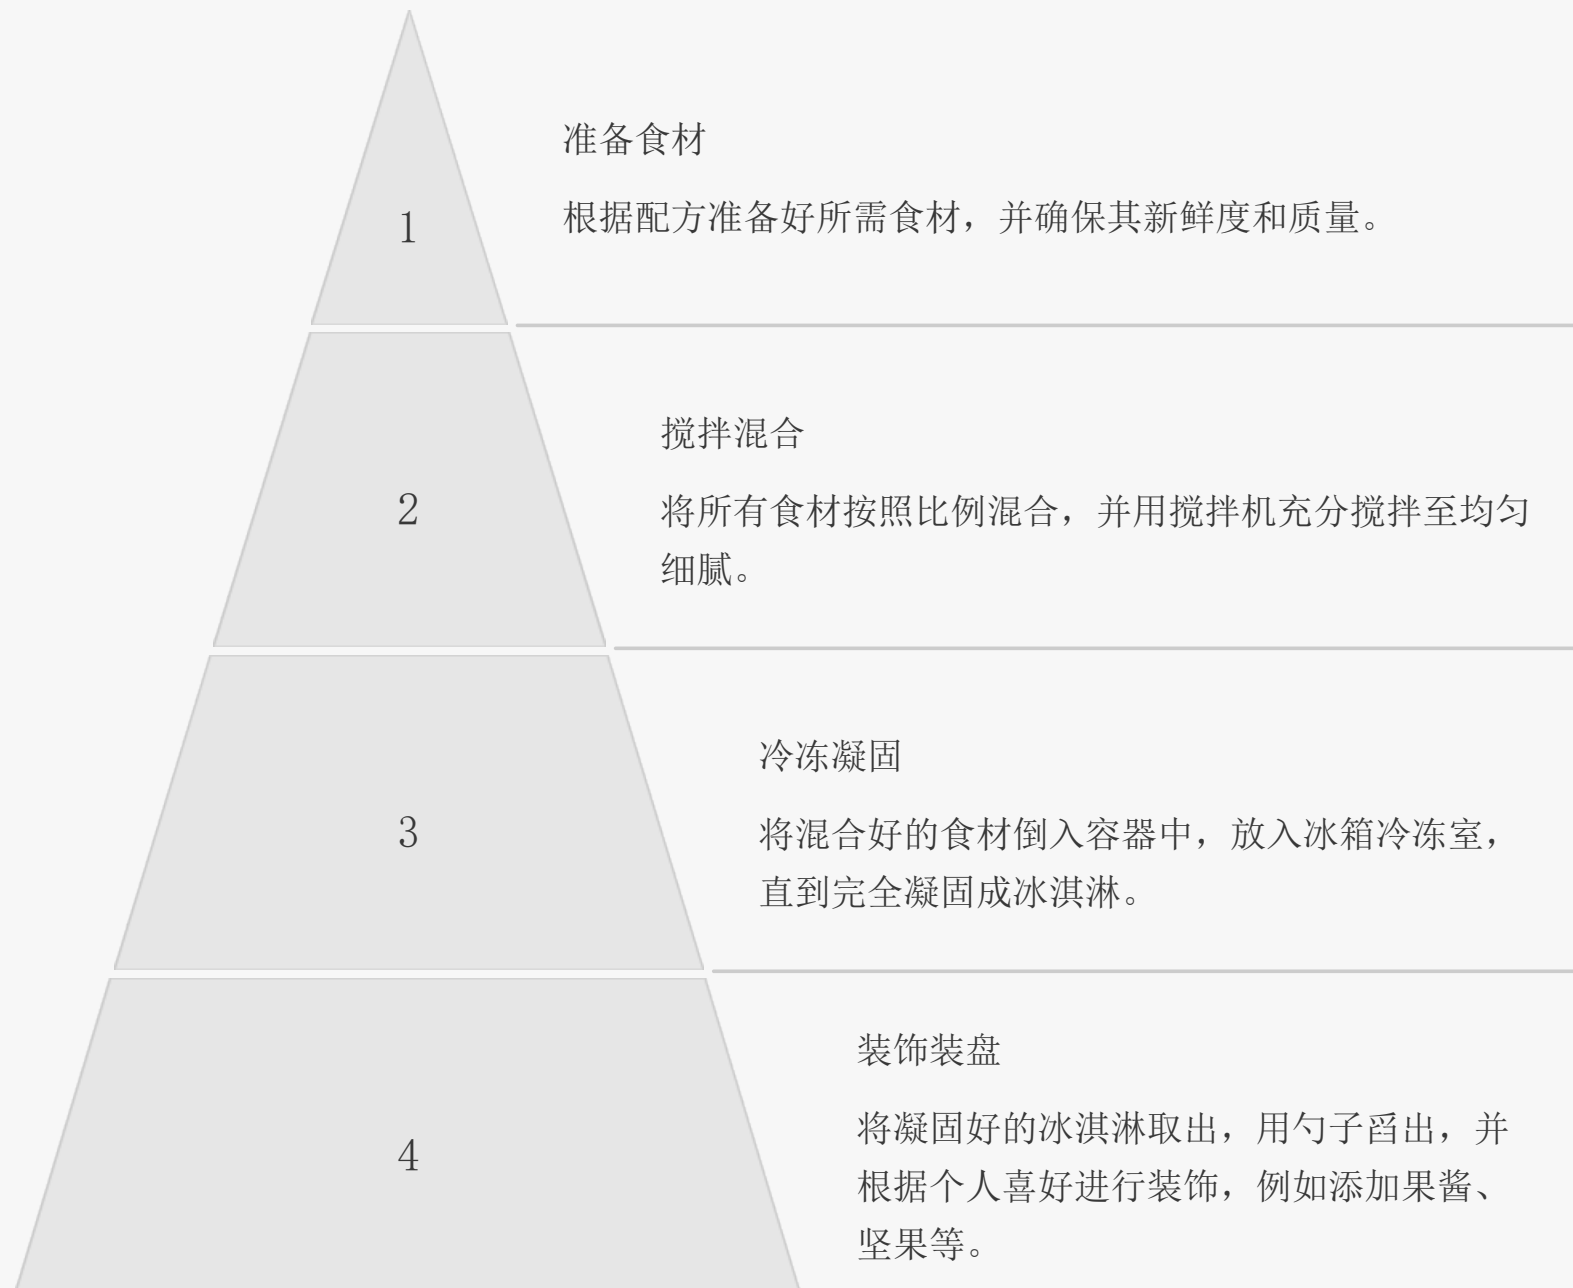 准备食材
1
根据配方准备好所需食材，并确保其新鲜度和质量。
搅拌混合
2
将所有食材按照比例混合，并用搅拌机充分搅拌至均匀
细腻。
冷冻凝固
3
将混合好的食材倒入容器中，放入冰箱冷冻室，
直到完全凝固成冰淇淋。
装饰装盘
4
将凝固好的冰淇淋取出，用勺子舀出，并
根据个人喜好进行装饰，例如添加果酱、
坚果等。